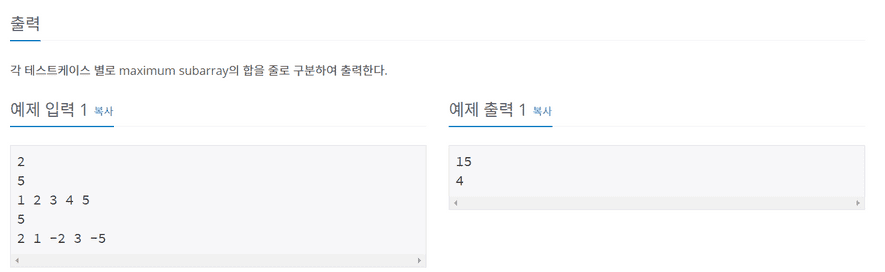 출력
각 테스트케이스 별로 maximum subarray의 합을 줄로 구분하여 출력한다.
예제 입력 1 복사
2
5
1 2 3 4 5
5
2 1 -2 3 -5
예제 출력 1 복사
15
4